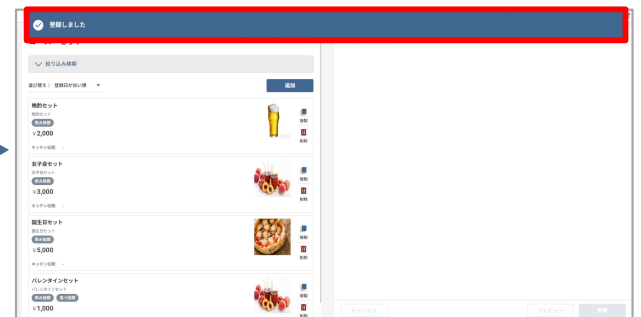 登録しました
絞り込み検索
並び替え： 登録日が古い順
追加
晩酌セット
晩酌セット
飲み放題
¥2,000
キッチン伝票: -
複製
削除
女子会セット
女子会セット
飲み放題
¥3,000
キッチン伝票: -
複製
削除
誕生日セット
誕生日セット
飲み放題
¥5,000
キッチン伝票: -
複製
削除
バレンタインセット
バレンタインセット
飲み放題 食べ放題
¥1,000
複製
削除
キャンセル
プレビュー
更新